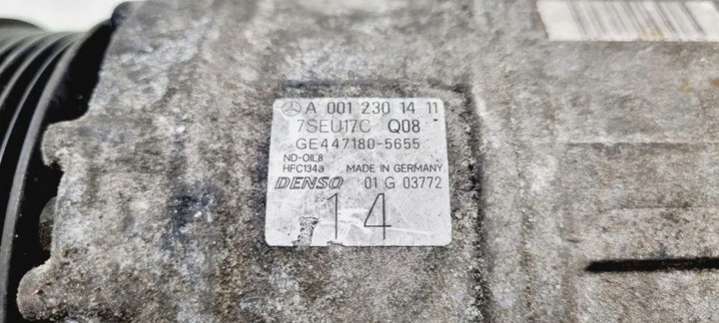 A 001 230 14 11
7SEU17C Q08
GE447180-5655
ND-OIL8
HFC134a MADE IN GERMANY
DENSO 01 G 03772
14